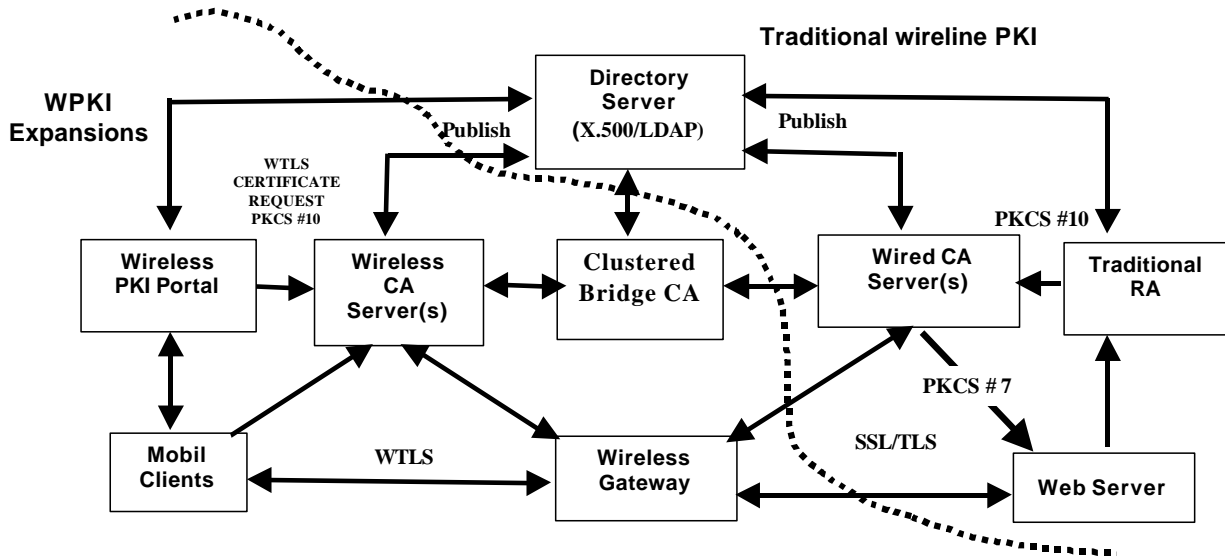 Traditional wireline PKI
WPKI
Expansions
Directory
Server
(X.500/LDAP)
Publish
Publish
WTLS
CERTIFICATE
REQUEST
PKCS #10
PKCS #10
Wireless
PKI Portal
Wireless
CA
Server(s)
Clustered
Bridge CA
Wired CA
Server(s)
Traditional
RA
PKCS # 7
Mobil
Clients
WTLS
Wireless
Gateway
SSL/TLS
Web Server